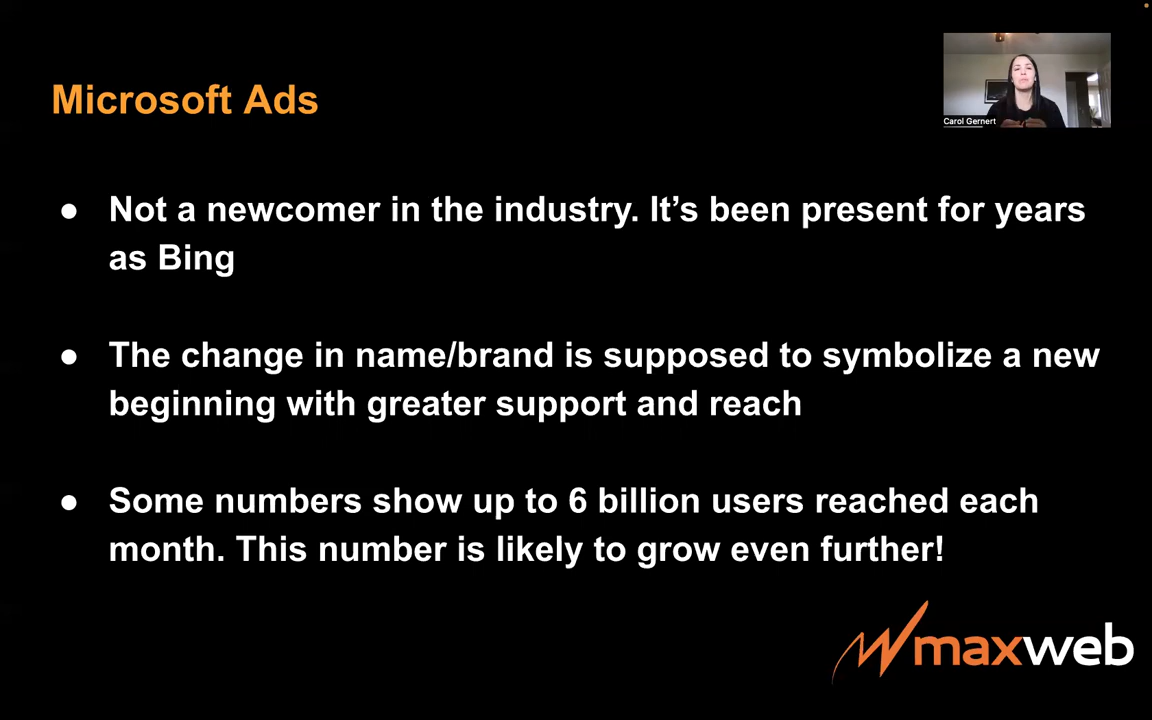 Microsoft Ads
Carol Gernert
● Not a newcomer in the industry. It’s been present for years
as Bing
● The change in name/brand is supposed to symbolize a new
beginning with greater support and reach
● Some numbers show up to 6 billion users reached each
month. This number is likely to grow even further!
maxweb